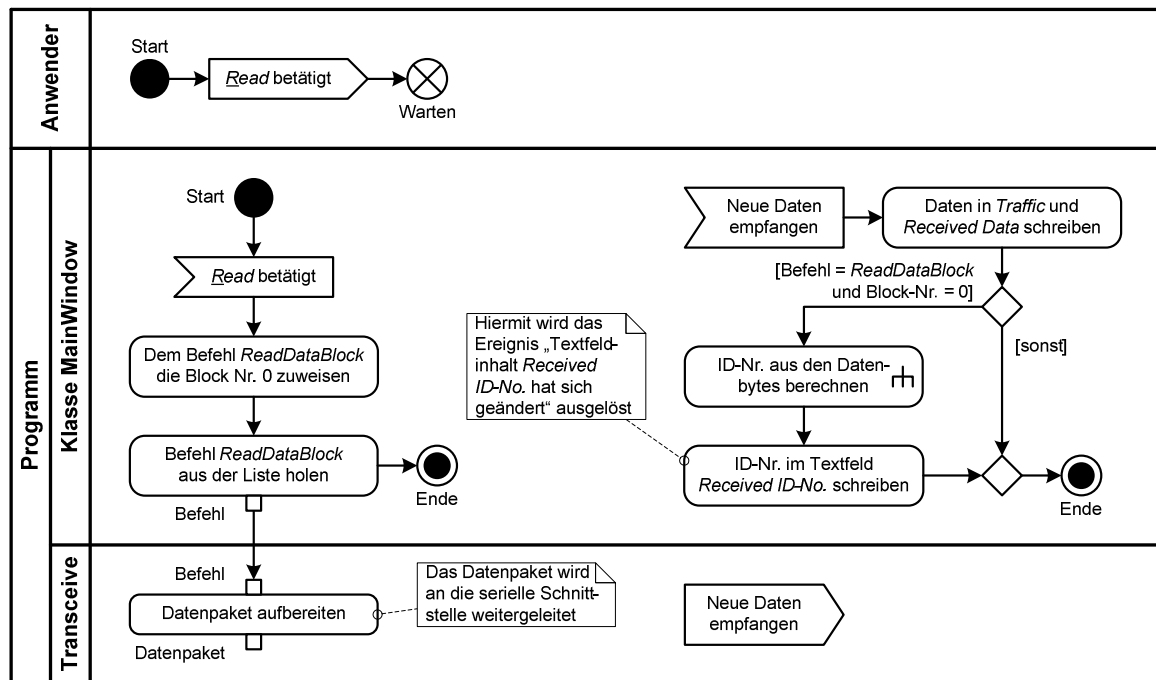 Anwender
Start
Read betätigt
Warten
Programm
Klasse MainWindow
Start
Read betätigt
Dem Befehl ReadDataBlock
die Block Nr. 0 zuweisen
Befehl ReadDataBlock
aus der Liste holen
Ende
Befehl
Neue Daten
empfangen
Daten in Traffic und
Received Data schreiben
[Befehl = ReadDataBlock
und Block-Nr. = 0]
[sonst]
Hiermit wird das
Ereignis „Textfeld-
inhalt Received
ID-No. hat sich
geändert“ ausgelöst
ID-Nr. aus den Daten-
bytes berechnen
ID-Nr. im Textfeld
Received ID-No. schreiben
Ende
Transceive
Befehl
Datenpaket aufbereiten
Datenpaket
Das Datenpaket wird
an die serielle Schnitt-
stelle weitergeleitet
Neue Daten
empfangen